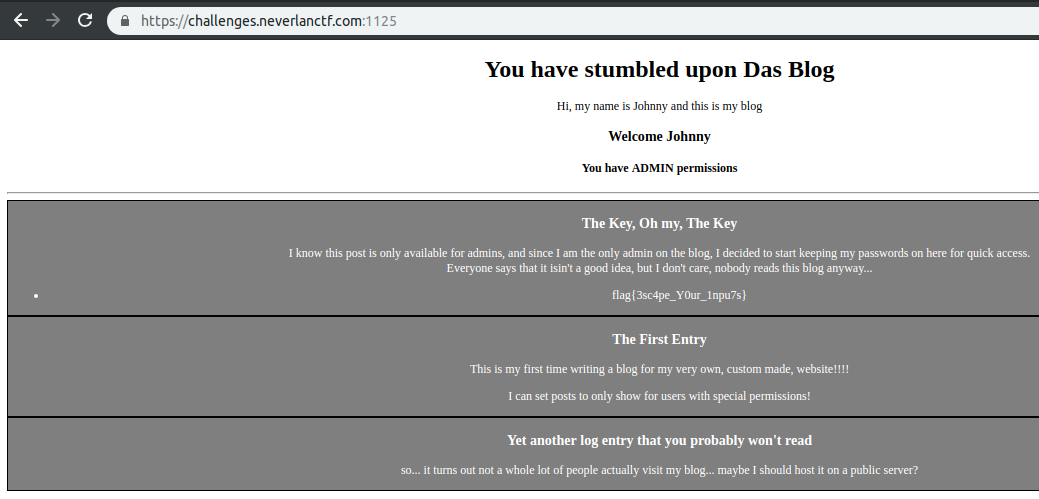 https://challenges.neverlanctf.com:1125
You have stumbled upon Das Blog
Hi, my name is Johnny and this is my blog
Welcome Johnny
You have ADMIN permissions
The Key, Oh my, The Key
I know this post is only available for admins, and since I am the only admin on the blog, I decided to start keeping my passwords on here for quick access.
Everyone says that it isin't a good idea, but I don't care, nobody reads this blog anyway...
flag{3sc4pe_Y0ur_1npu7s}
The First Entry
This is my first time writing a blog for my very own, custom made, website!!!!
I can set posts to only show for users with special permissions!
Yet another log entry that you probably won't read
so... it turns out not a whole lot of people actually visit my blog... maybe I should host it on a public server?